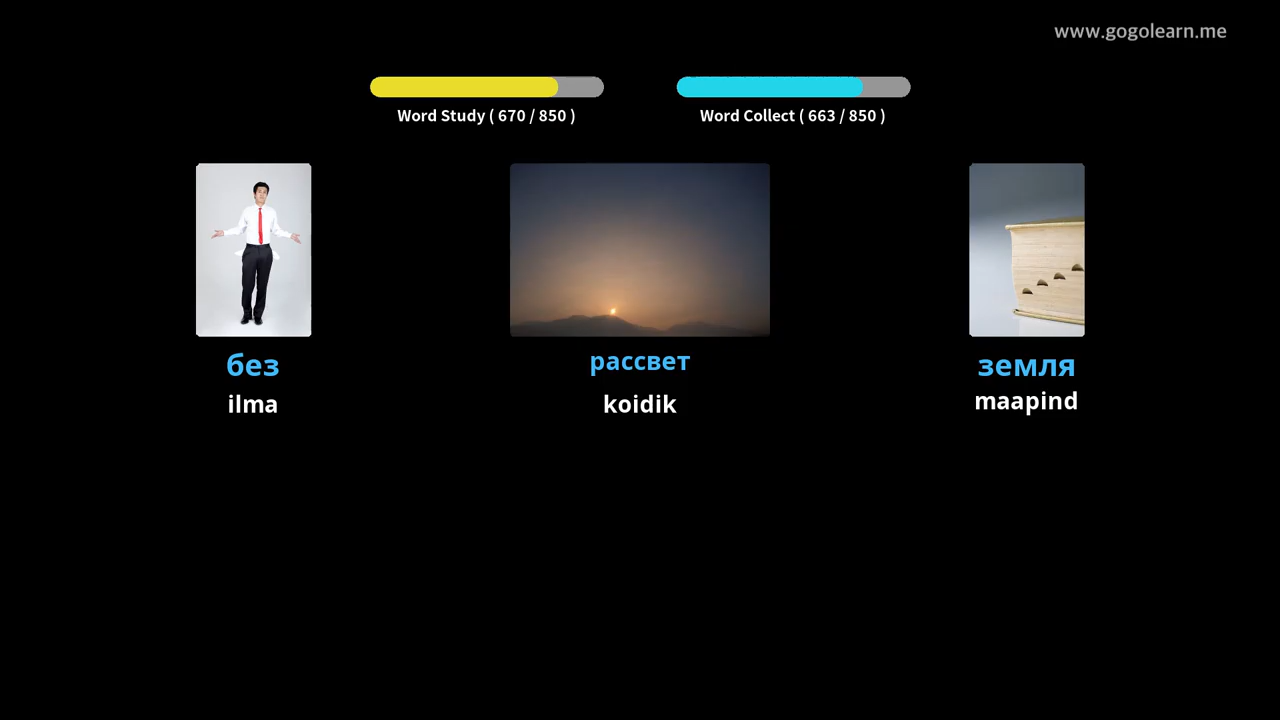 www.gogolearn.me
Word Study ( 670 / 850 )
Word Collect ( 663 / 850 )
без
ilma
рассвет
koidik
земля
maapind